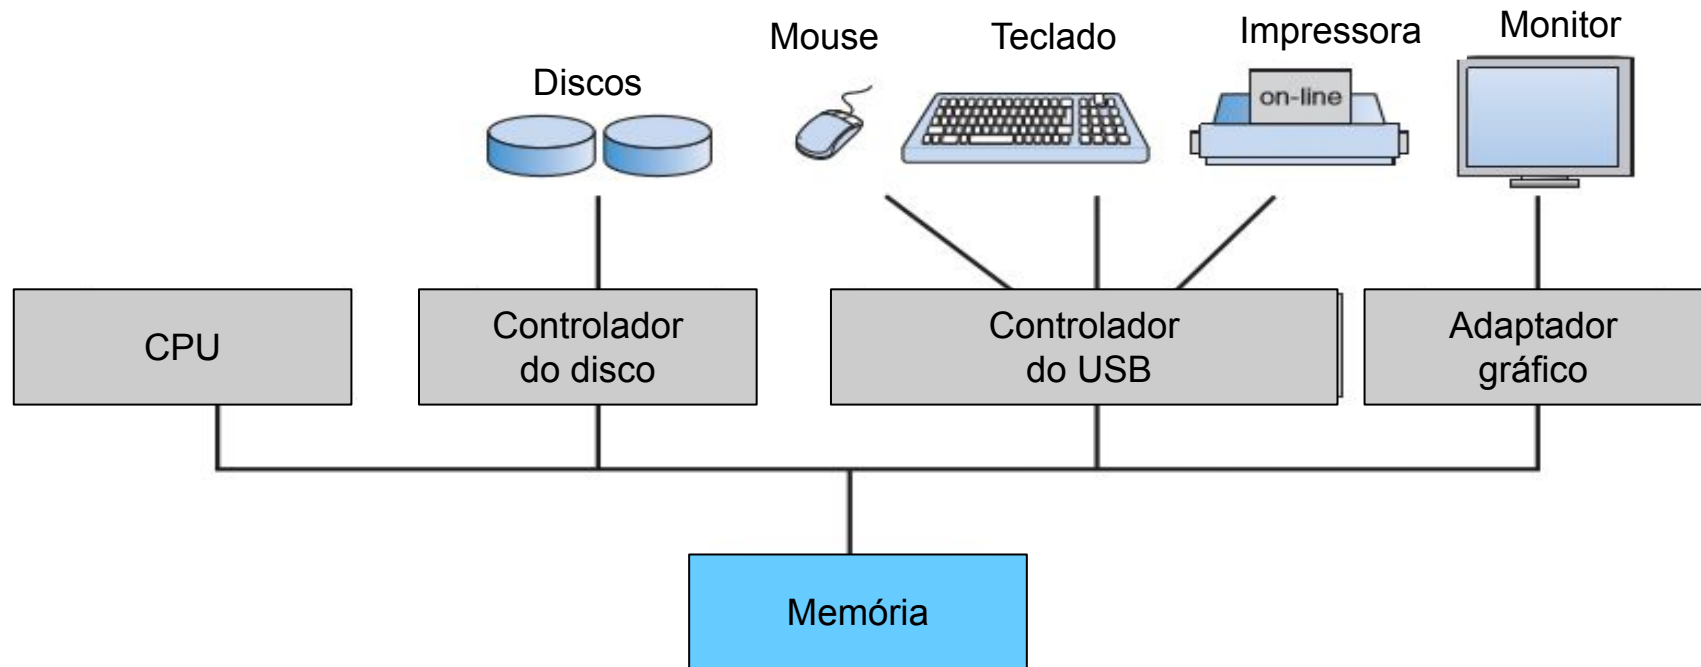 Mouse
Teclado
Impressora
Monitor
Discos
on-line
CPU
Controlador
do disco
Controlador
do USB
Adaptador
gráfico
Memória